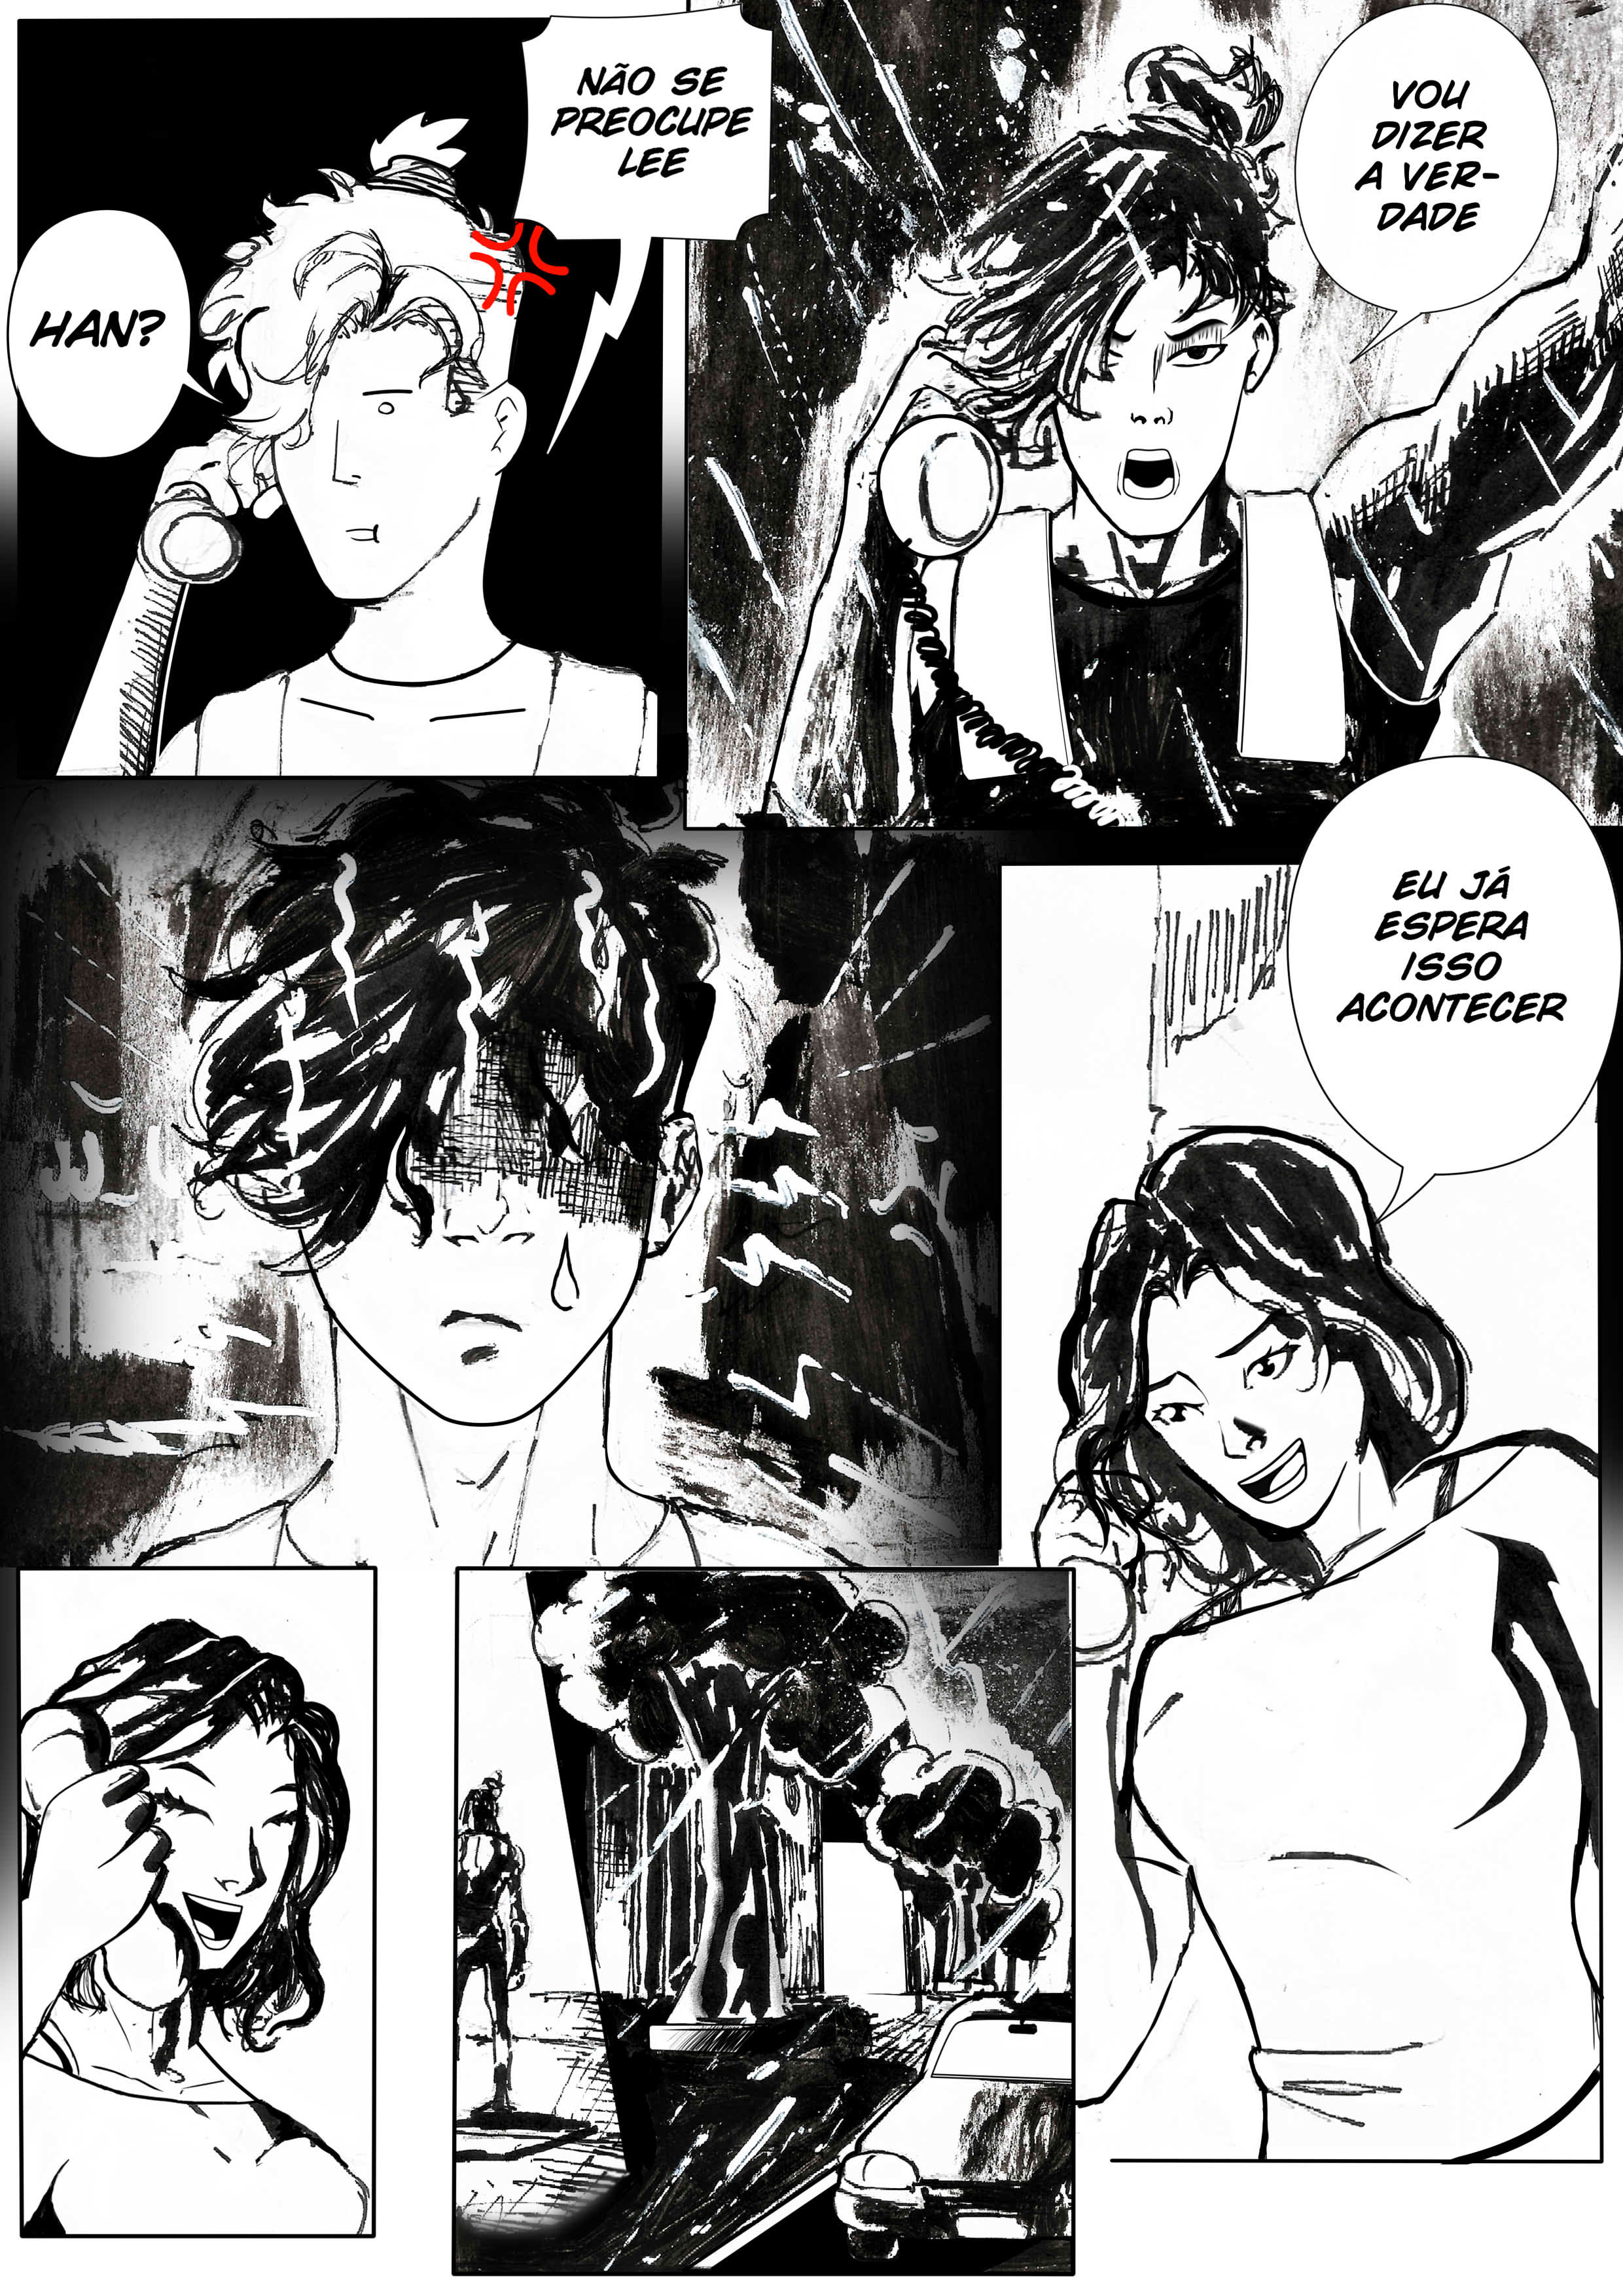 NÃO SE
PREOCUPE
LEE
HAN?
VOU
DIZER
A VER-
DADE
EU JÁ
ESPERA
ISSO
ACONTECER